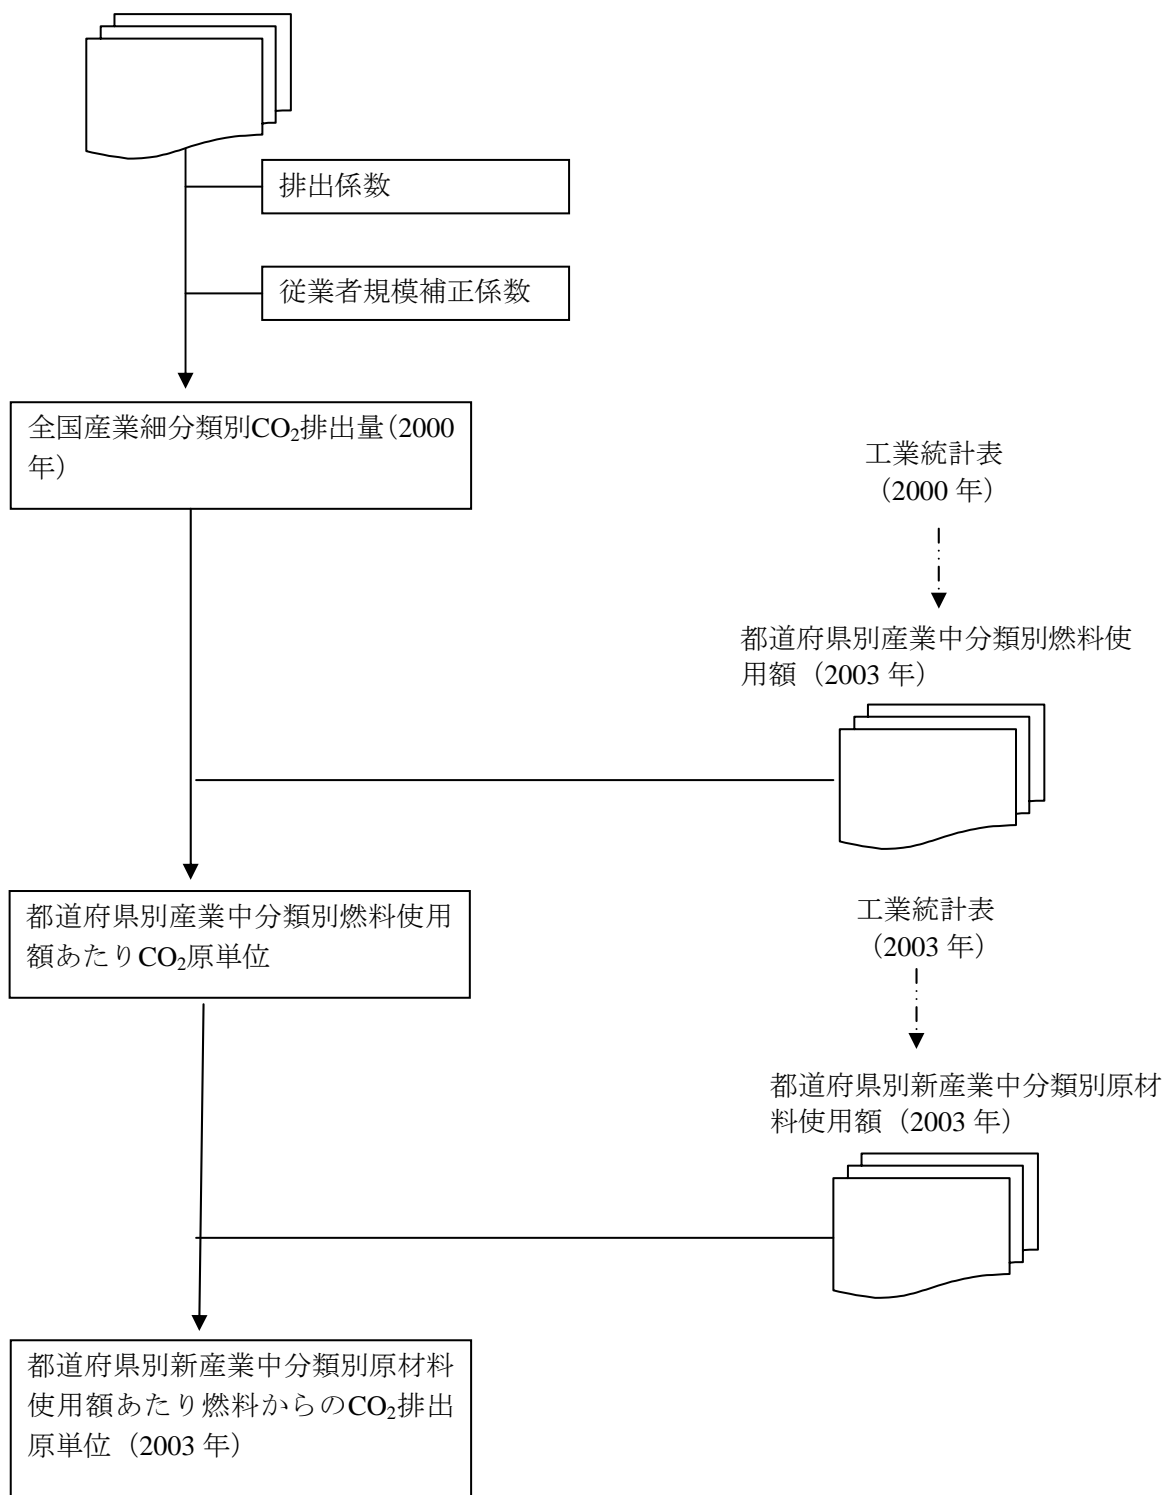 排出係数
従業者規模補正係数
全国産業細分類別CO₂排出量(2000
年)
工業統計表
（2000 年）
都道府県別産業中分類別燃料使
用額（2003 年）
都道府県別産業中分類別燃料使用
額あたりCO₂原単位
工業統計表
（2003 年）
都道府県別新産業中分類別原材
料使用額（2003 年）
都道府県別新産業中分類別原材料
使用額あたり燃料からのCO₂排出
原単位（2003 年）